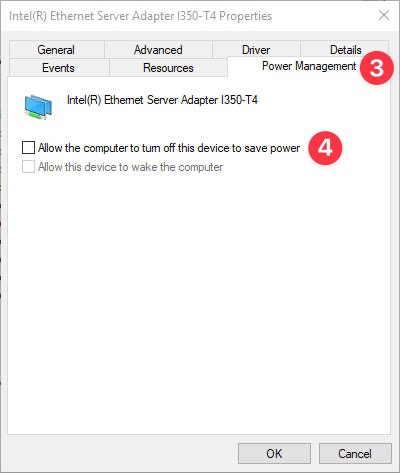 Intel(R) Ethernet Server Adapter I350-T4 Properties
General Advanced Driver Details
Events Resources Power Management 3
Intel(R) Ethernet Server Adapter I350-T4
Allow the computer to turn off this device to save power 4
Allow this device to wake the computer
OK Cancel